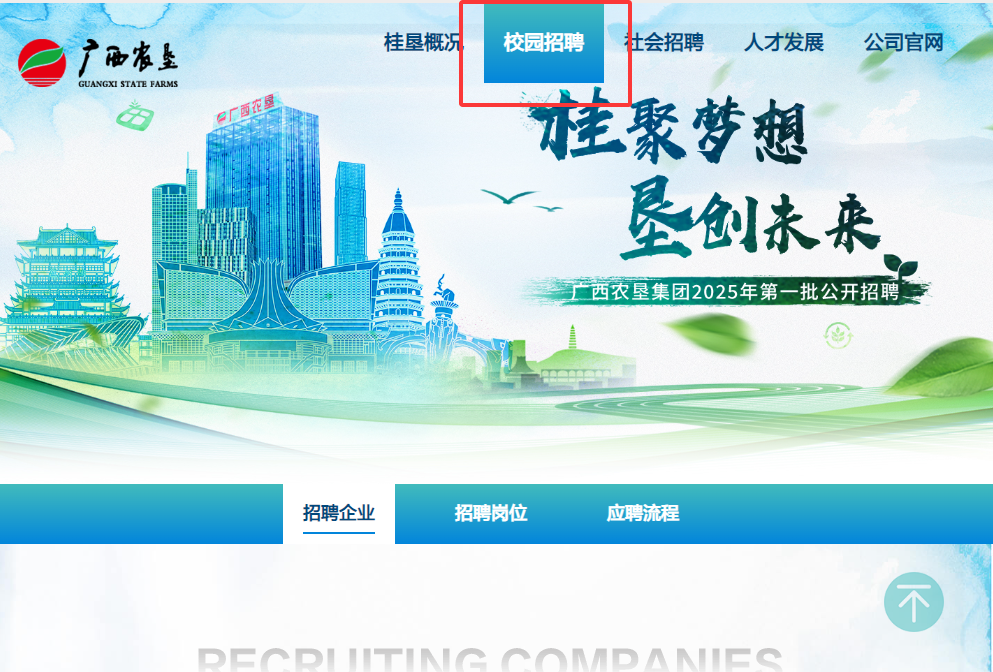 广西农垦
GUANGXI STATE FARMS
桂垦概况
校园招聘
社会招聘
人才发展
公司官网
广西农垦
桂聚梦想
垦创未来
广西农垦集团2025年第一批公开招聘
招聘企业
招聘岗位
应聘流程
RECRUITING COMPANIES